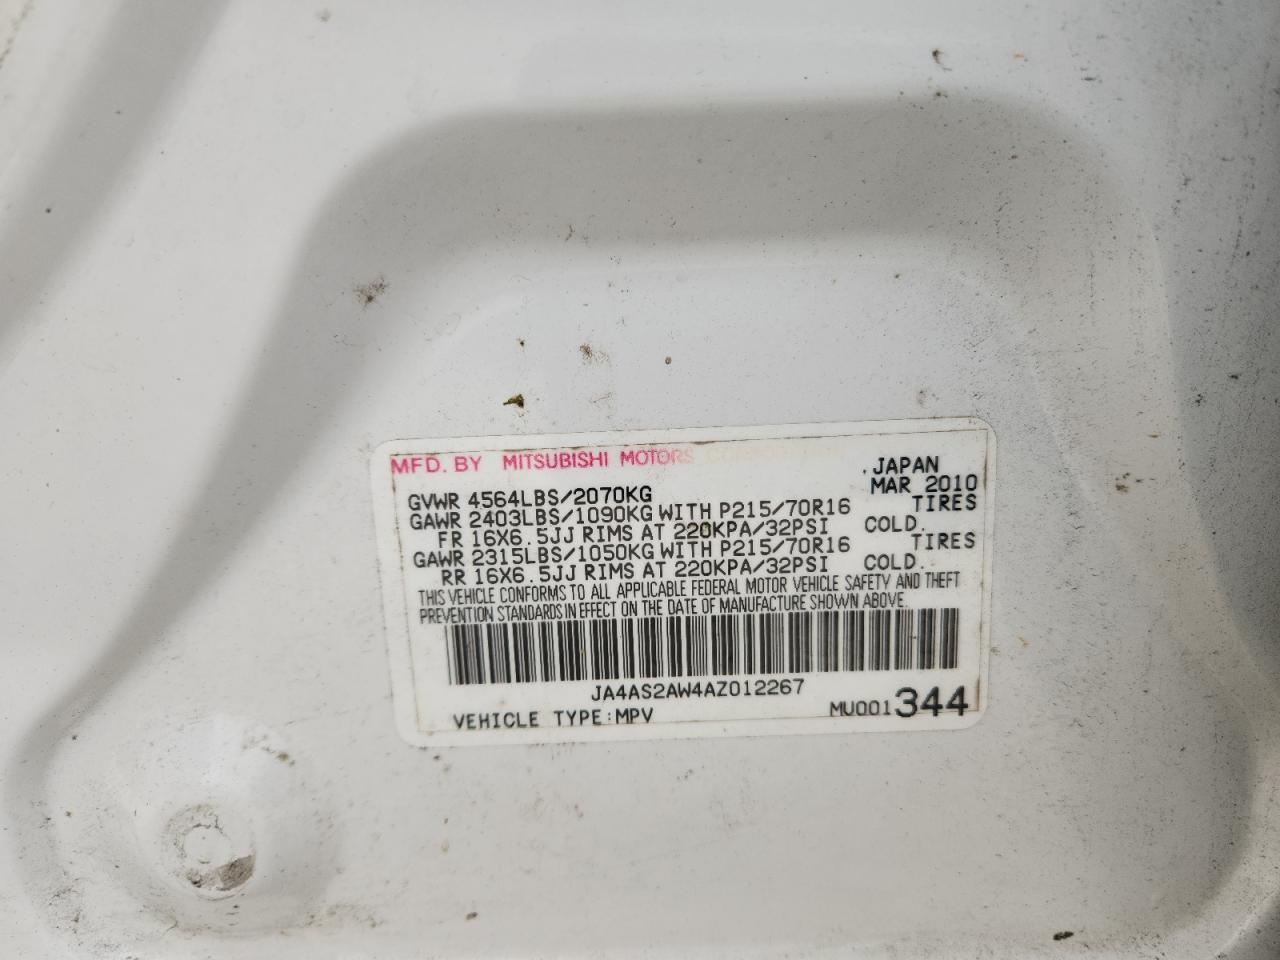 MFD. BY MITSUBISHI MOTORS CORPORATION . JAPAN
GVWR 4564LBS/2070KG MAR 2010
GAWR 2403LBS/1090KG WITH P215/70R16 TIRES
FR 16X6.5JJ RIMS AT 220KPA/32PSI COLD.
GAWR 2315LBS/1050KG WITH P215/70R16 TIRES
RR 16X6.5JJ RIMS AT 220KPA/32PSI COLD.
THIS VEHICLE CONFORMS TO ALL APPLICABLE FEDERAL MOTOR VEHICLE SAFETY AND THEFT
PREVENTION STANDARDS IN EFFECT ON THE DATE OF MANUFACTURE SHOWN ABOVE.
JA4AS2AW4AZ012267
VEHICLE TYPE:MPV MU001344